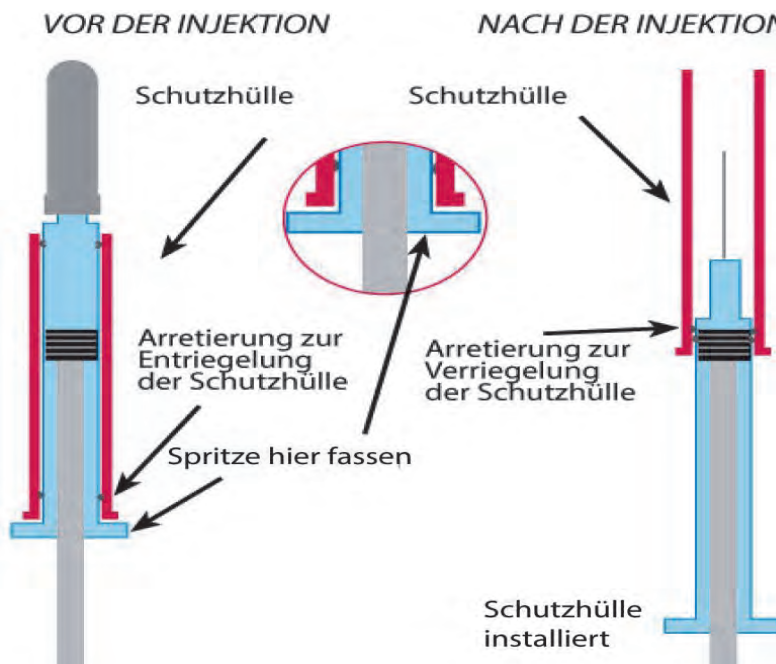 VOR DER INJEKTION
NACH DER INJEKTION
Schutzhülle
Schutzhülle
Arretierung zur
Entriegelung
der Schutzhülle
Arretierung zur
Verriegelung
der Schutzhülle
Spritze hier fassen
Schutzhülle
installiert